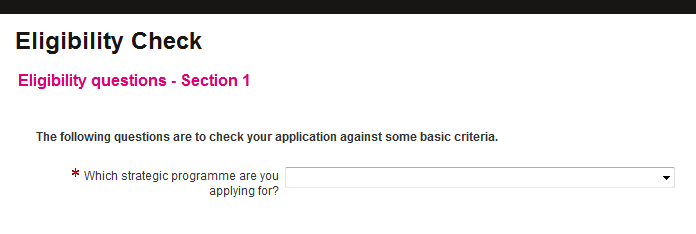 Eligibility Check
Eligibility questions - Section 1
The following questions are to check your application against some basic criteria.
* Which strategic programme are you
applying for?